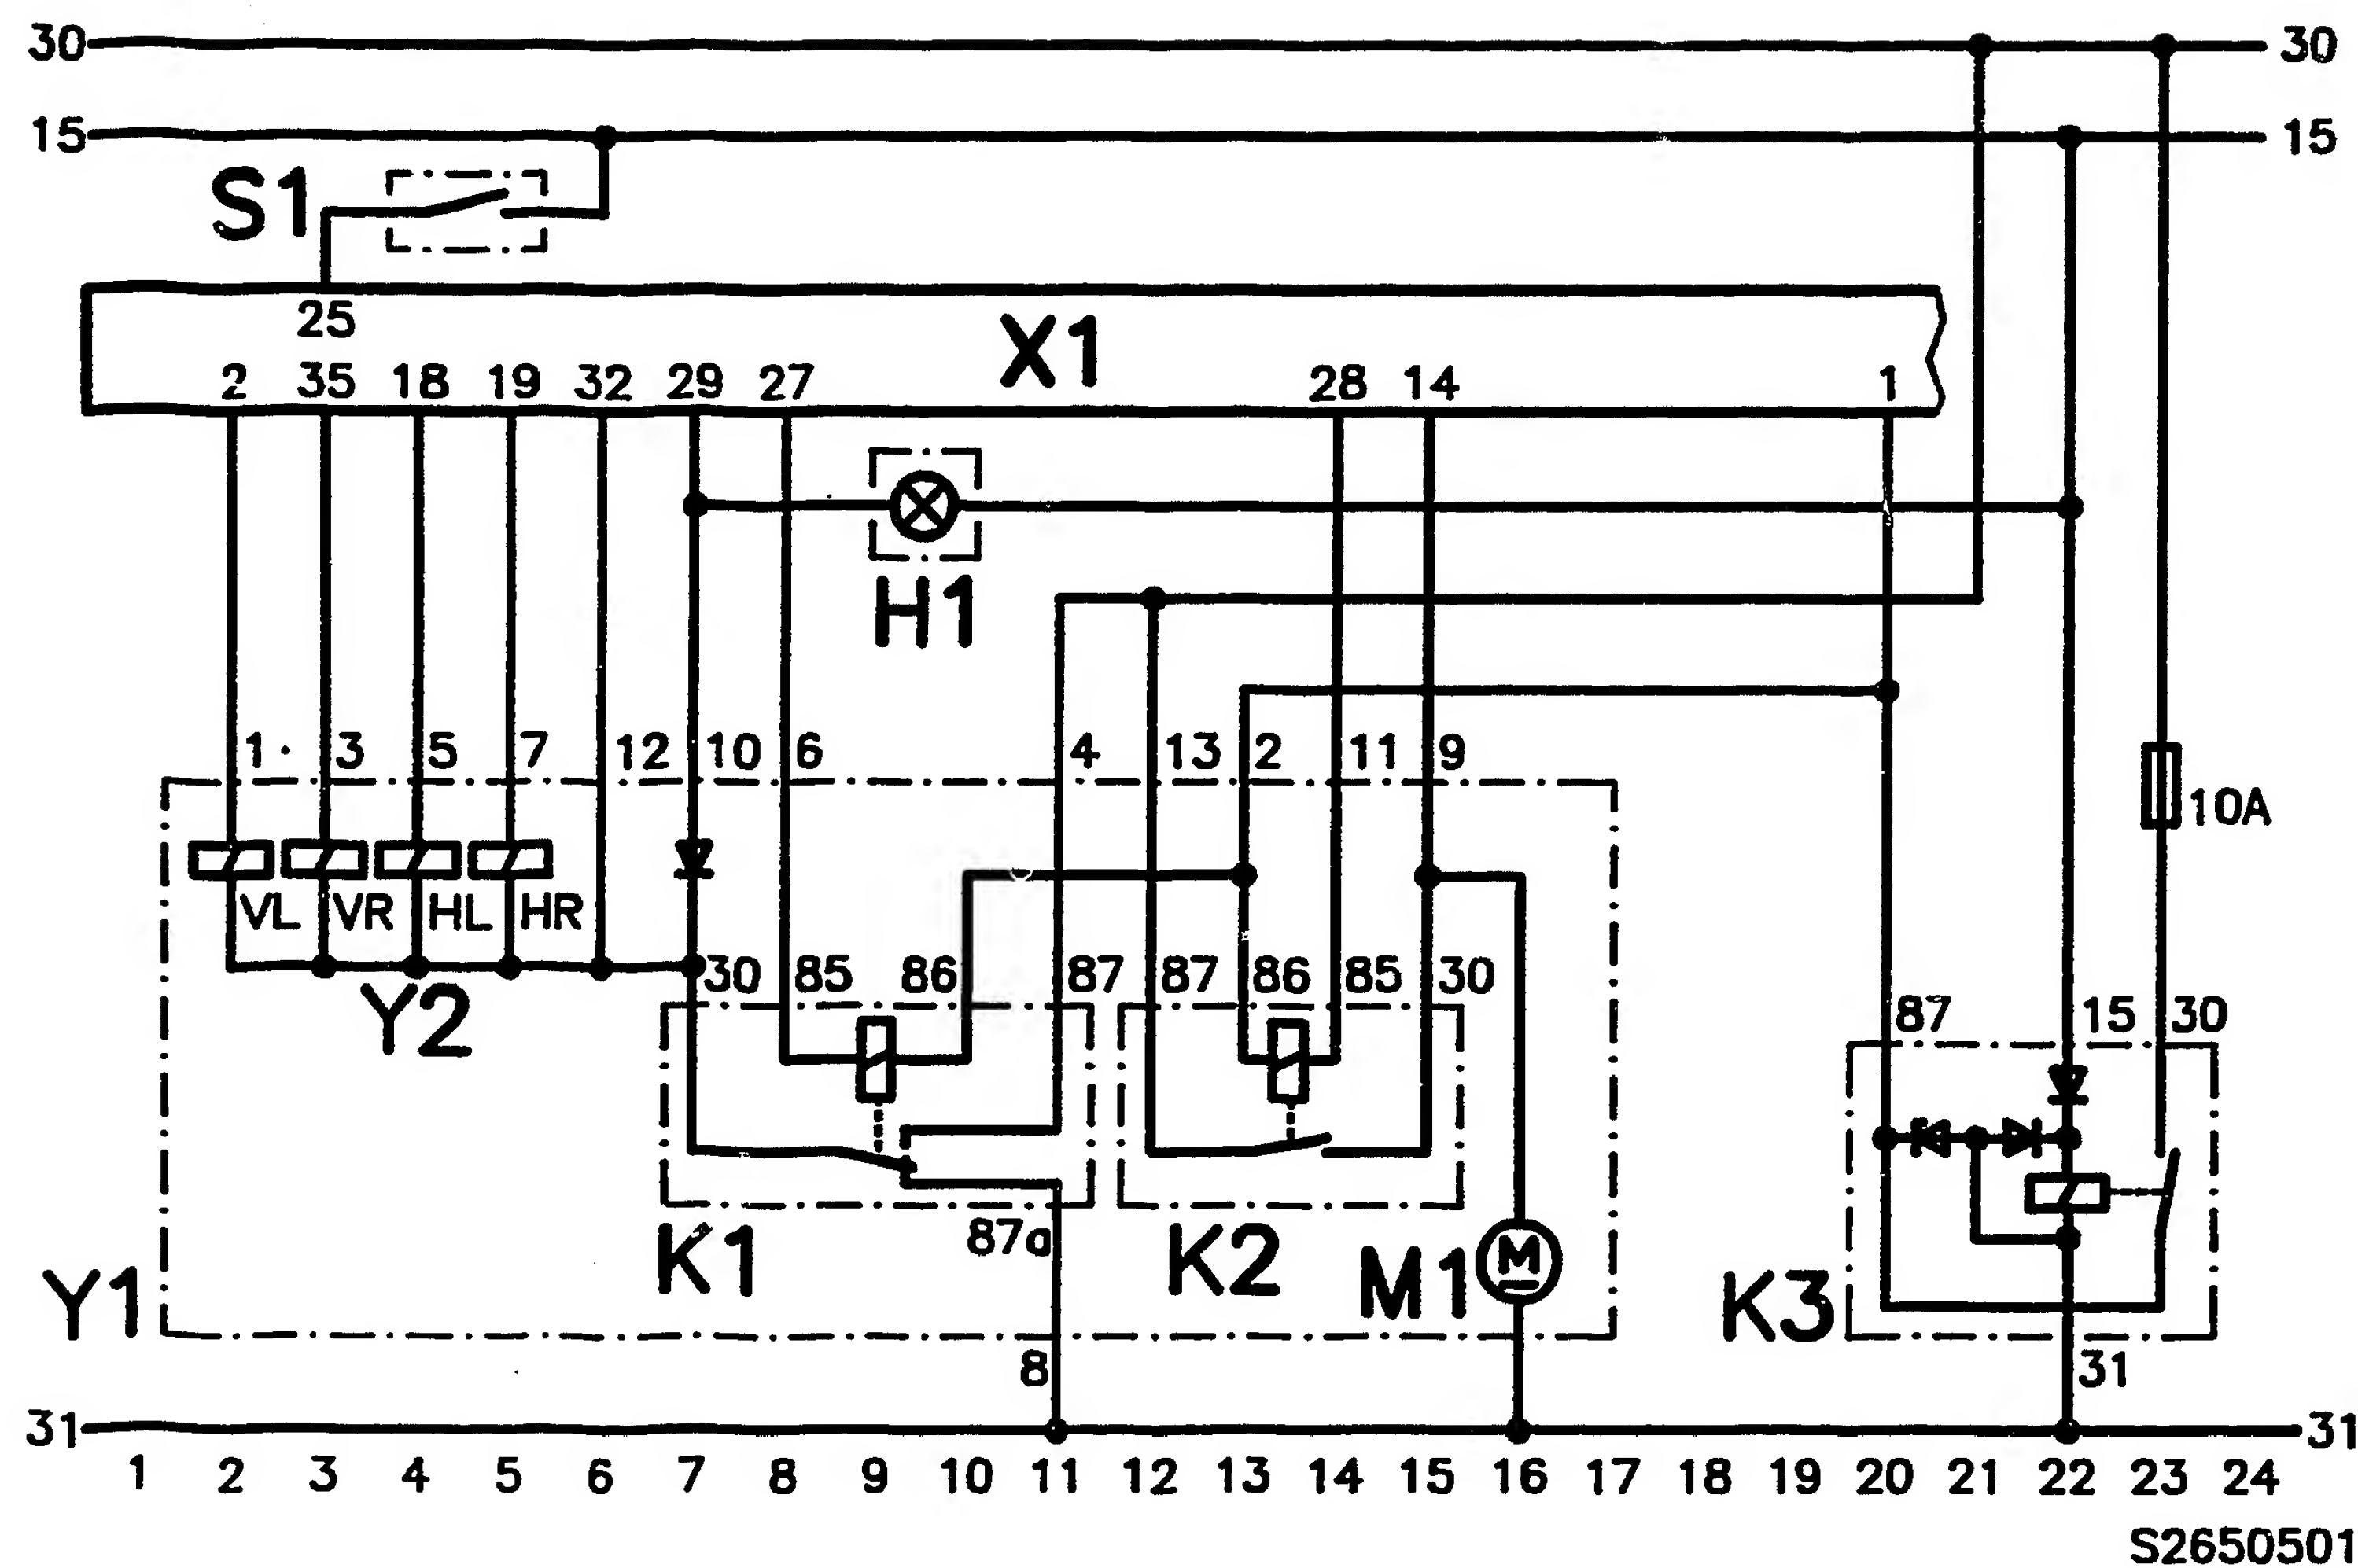 30 30
15 15
S1
25
X1
2 35 18 19 32 29 27 28 14 1
H1
1 3 5 7 12 10 6 4 13 2 11 9
10A
VL VR HL HR
30 85 86 87 87 86 85 30
Y2
87 15 30
M
87a
K1 K2 M1
Y1 K3
8 31
31 31
1 2 3 4 5 6 7 8 9 10 11 12 13 14 15 16 17 18 19 20 21 22 23 24
S2650501